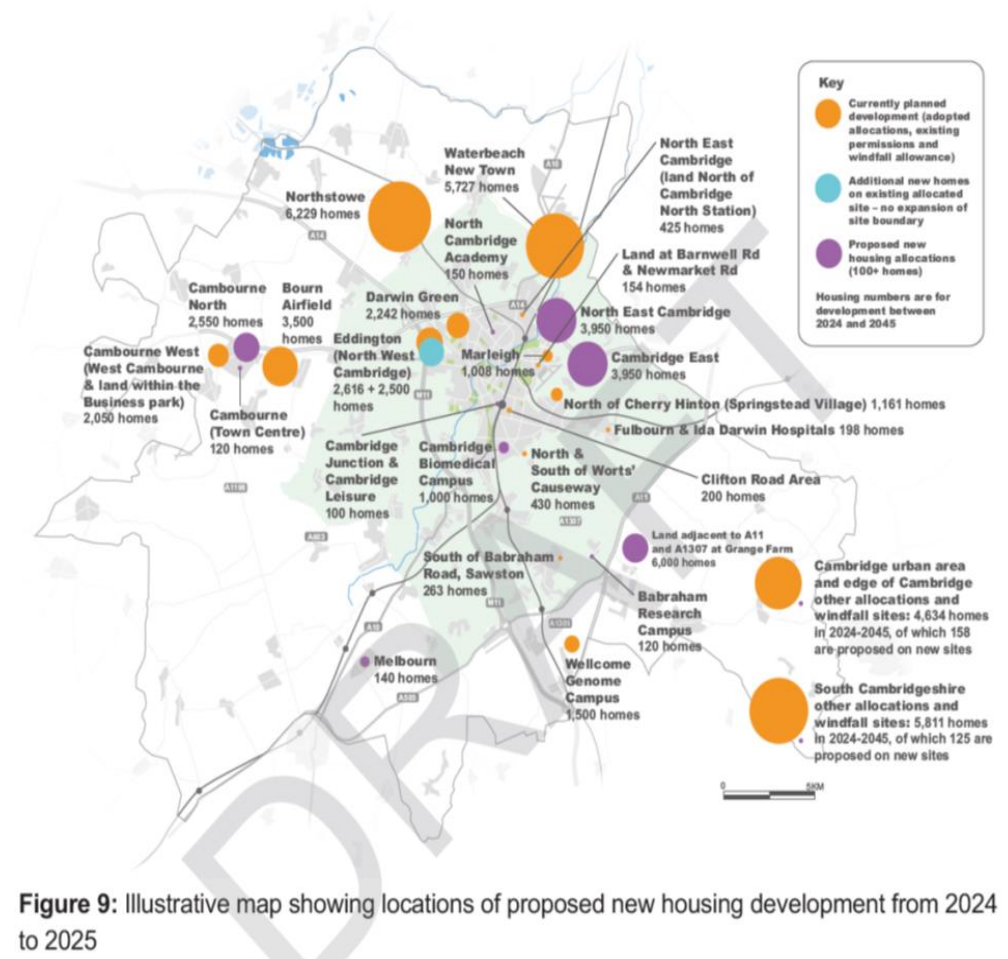 Key
Currently planned
development (adopted
allocations, existing
permissions and
windfall allowance)
Additional new homes
on existing allocated
site – no expansion of
site boundary
Proposed new
housing allocations
(100+ homes)
Housing numbers are for
development between
2024 and 2045
North East
Cambridge
(land North of
Cambridge
North Station)
425 homes
Waterbeach
New Town
5,727 homes
A10
Northstowe
6,229 homes
A14
North
Cambridge
Academy
150 homes
Land at Barnwell Rd
& Newmarket Rd
154 homes
Cambourne
North
2,550 homes
Bourn
Airfield
3,500
homes
Darwin Green
2,242 homes
A14
North East Cambridge
3,950 homes
Eddington
(North West
Cambridge)
2,616 + 2,500
homes
Marleigh
1,008 homes
Cambridge East
3,950 homes
Cambourne West
(West Cambourne
& land within the
Business park)
2,050 homes
M11
North of Cherry Hinton (Springstead Village) 1,161 homes
Cambourne
(Town Centre)
120 homes
Fulbourn & Ida Darwin Hospitals 198 homes
Cambridge
Junction &
Cambridge
Leisure
100 homes
Cambridge
Biomedical
Campus
1,000 homes
North &
South of Worts'
Causeway
430 homes
Clifton Road Area
200 homes
A1198
A11
A1307
A603
Land adjacent to A11
and A1307 at Grange Farm
6,000 homes
South of Babraham
Road, Sawston
263 homes
Cambridge urban area
and edge of Cambridge
other allocations and
windfall sites: 4,634 homes
in 2024-2045, of which 158
are proposed on new sites
Babraham
Research
Campus
120 homes
M11
A1301
A10
Melbourn
140 homes
Wellcome
Genome
Campus
1,500 homes
A505
South Cambridgeshire
other allocations and
windfall sites: 5,811 homes
in 2024-2045, of which 125 are
proposed on new sites
0 5KM
DRAFT
Figure 9: Illustrative map showing locations of proposed new housing development from 2024
to 2025